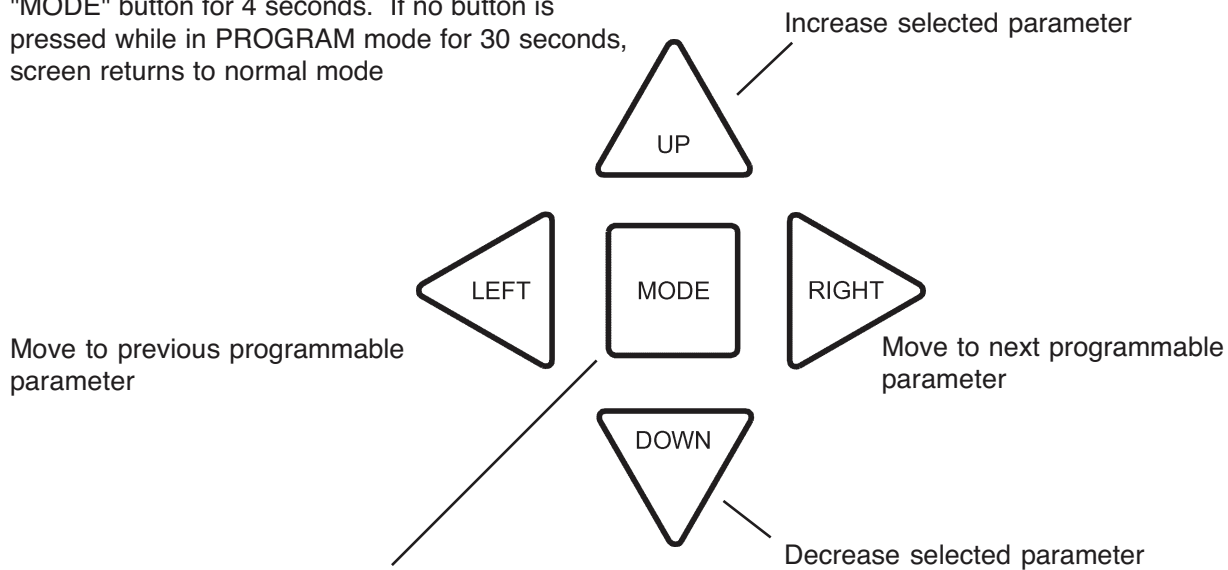 "MODE" button for 4 seconds.  If no button is
pressed while in PROGRAM mode for 30 seconds,
screen returns to normal mode
Increase selected parameter
UP
LEFT
MODE
RIGHT
Move to previous programmable
parameter
Move to next programmable
parameter
DOWN
Decrease selected parameter